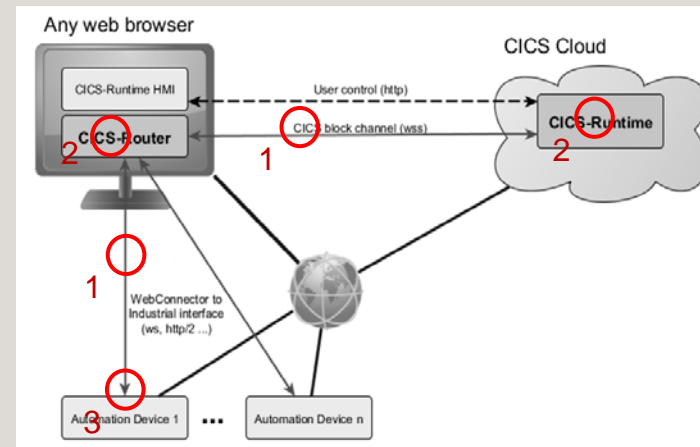 Any web browser
CICS Cloud
CICS-Runtime HMI
User control (http)
CICS-Router
CICS block channel (wss)
CICS-Runtime
2
1
2
1
WebConnector to
Industrial interface
(ws, http/2 ...)
Automation Device 1
...
Automation Device n
3